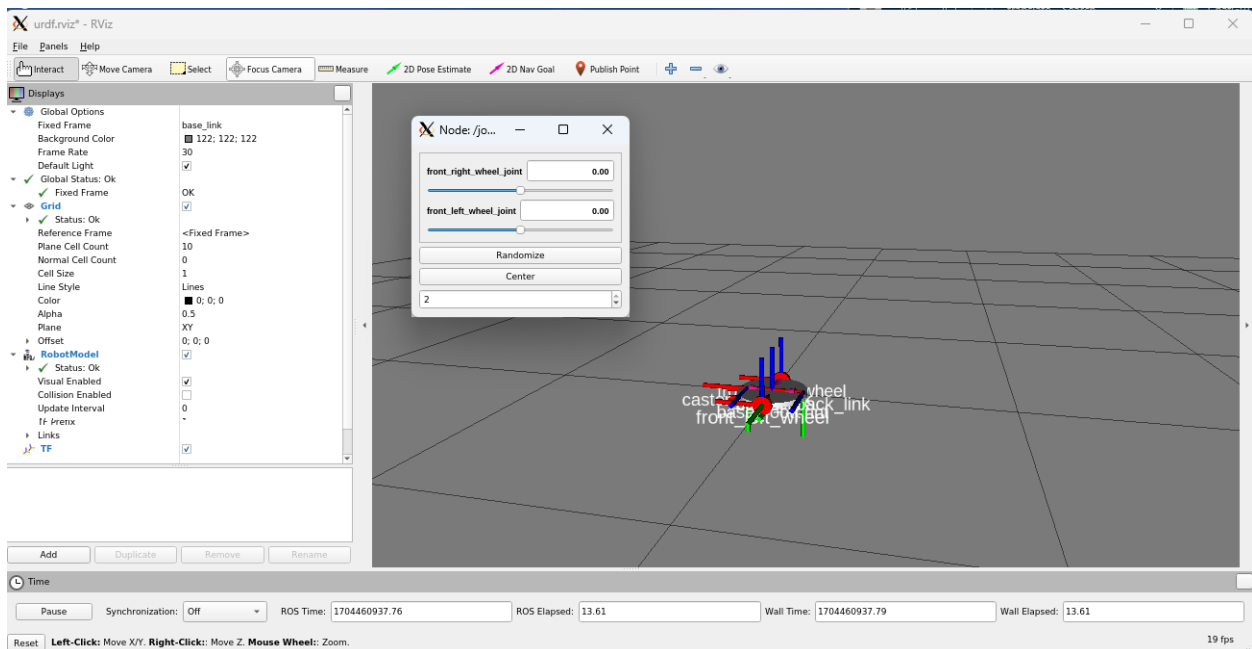 urdf.rviz* - RViz
File Panels Help
Interact Move Camera Select Focus Camera Measure 2D Pose Estimate 2D Nav Goal Publish Point
Displays
Global Options
Fixed Frame base_link
Background Color 122; 122; 122
Frame Rate 30
Default Light
Global Status: Ok
Fixed Frame OK
Grid
Status: Ok
Reference Frame <Fixed Frame>
Plane Cell Count 10
Normal Cell Count 0
Cell Size 1
Line Style Lines
Color 0; 0; 0
Alpha 0.5
Plane XY
Offset 0; 0; 0
RobotModel
Status: Ok
Visual Enabled
Collision Enabled
Update Interval 0
TF Prefix
Links
TF
Add Duplicate Remove Rename
Node: /jo...
front_right_wheel_joint 0.00
front_left_wheel_joint 0.00
Randomize
Center
2
wheel
front_left_wheel
Time
Pause Synchronization: Off ROS Time: 1704460937.76 ROS Elapsed: 13.61 Wall Time: 1704460937.79 Wall Elapsed: 13.61
Reset Left-Click: Move X/Y. Right-Click:: Move Z. Mouse Wheel:: Zoom. 19 fps